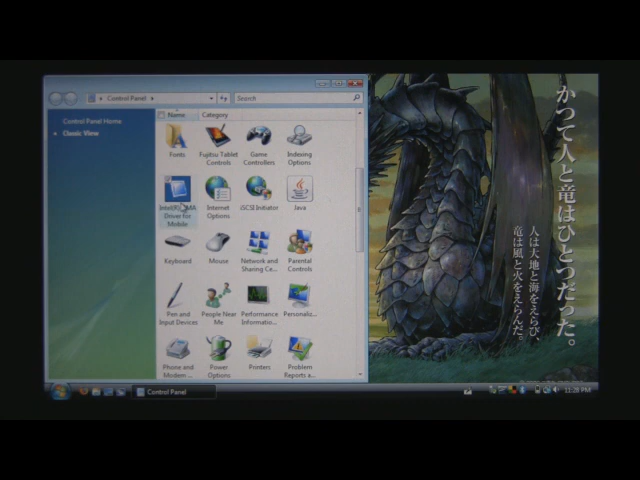 Control Panel
Search
Control Panel Home
Classic View
Name
Category
Fonts
Fujitsu Tablet
Controls
Game
Controllers
Indexing
Options
Driver for
Mobile
Internet
Options
iSCSI Initiator
Java
Keyboard
Mouse
Network and
Sharing Ce...
Parental
Controls
Pen and
Input Devices
People Near
Me
Performance
Informatio...
Personaliz...
Phone and
Modem ...
Power
Options
Printers
Problem
Reports a...
かつて人と竜はひとつだった。
人は大地と海をえらび、
竜は風と火をえらんだ。
Control Panel
11:28 PM